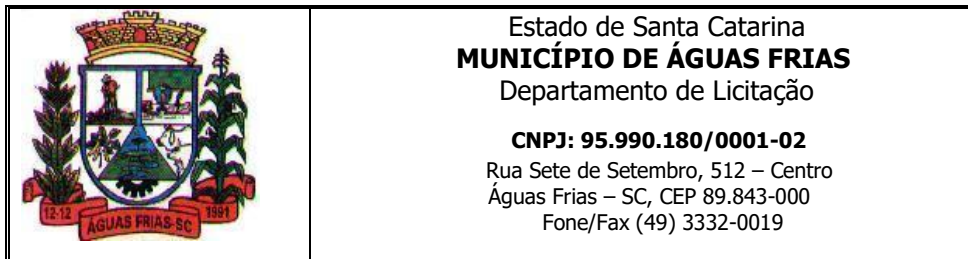 12-12
ÁGUAS FRIAS-SC
1991
Estado de Santa Catarina
MUNICÍPIO DE ÁGUAS FRIAS
Departamento de Licitação
CNPJ: 95.990.180/0001-02
Rua Sete de Setembro, 512 – Centro
Águas Frias – SC, CEP 89.843-000
Fone/Fax (49) 3332-0019